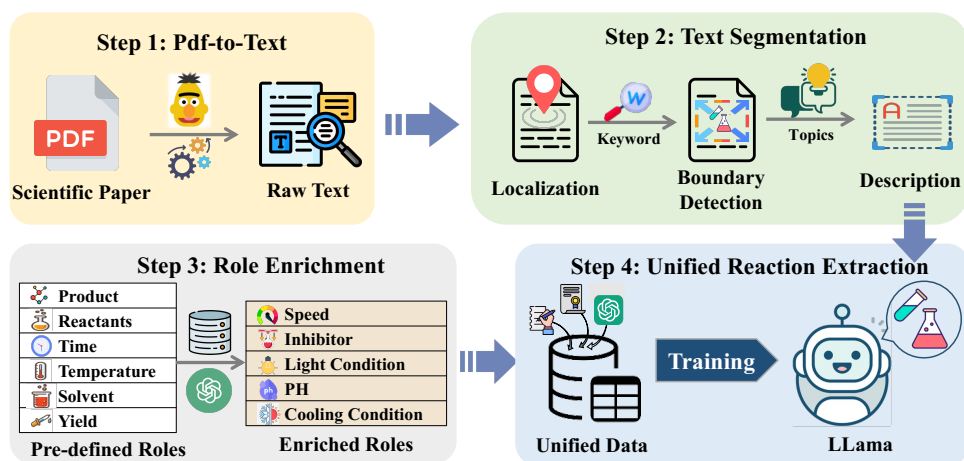 Step 1: Pdf-to-Text
PDF
T
Scientific Paper
Raw Text
Step 2: Text Segmentation
W
Keyword
A
Topics
Localization
Boundary
Detection
Description
Step 3: Role Enrichment
Product
Reactants
Time
Temperature
Solvent
Yield
Pre-defined Roles
Speed
Inhibitor
Light Condition
ph
PH
Cooling Condition
Enriched Roles
Step 4: Unified Reaction Extraction
Training
Unified Data
LLama